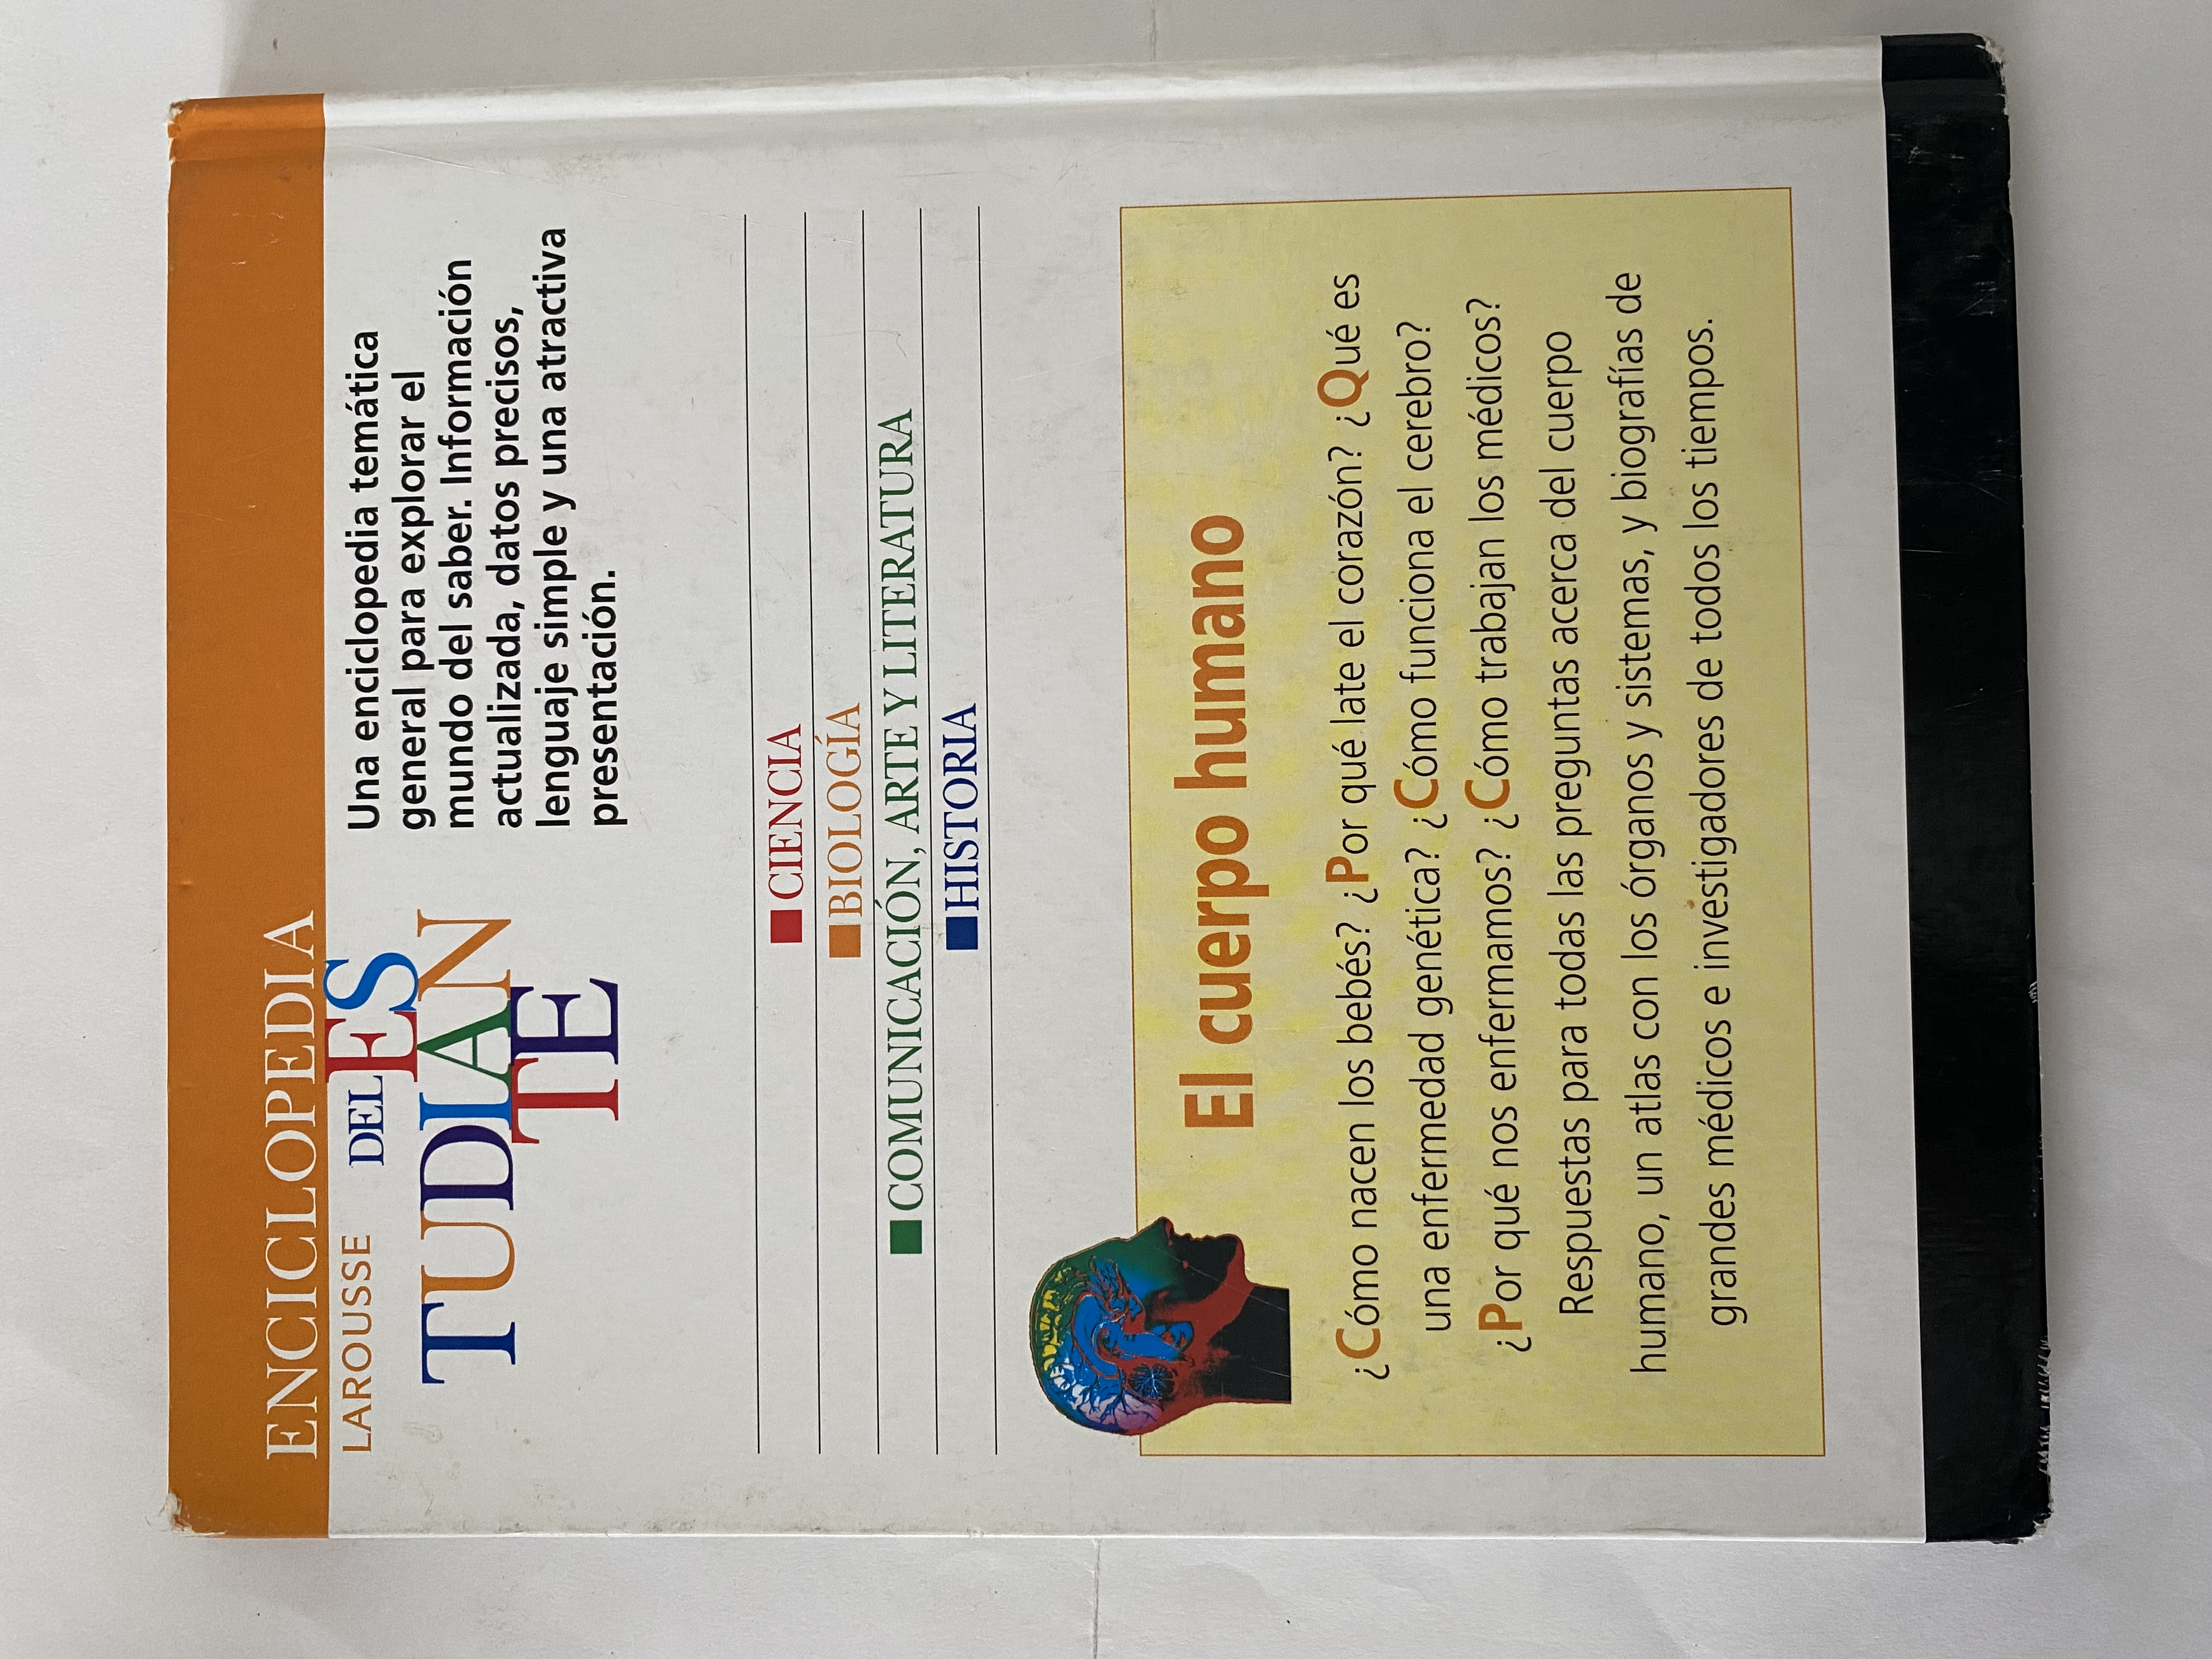 ENCICLOPEDIA
LAROUSSE DEL ES
TUDIAN
TE
Una enciclopedia temática
general para explorar el
mundo del saber. Información
actualizada, datos precisos,
lenguaje simple y una atractiva
presentación.
CIENCIA
BIOLOGÍA
COMUNICACIÓN, ARTE Y LITERATURA
HISTORIA
El cuerpo humano
¿Cómo nacen los bebés? ¿Por qué late el corazón? ¿Qué es
una enfermedad genética? ¿Cómo funciona el cerebro?
¿Por qué nos enfermamos? ¿Cómo trabajan los médicos?
Respuestas para todas las preguntas acerca del cuerpo
humano, un atlas con los órganos y sistemas, y biografías de
grandes médicos e investigadores de todos los tiempos.